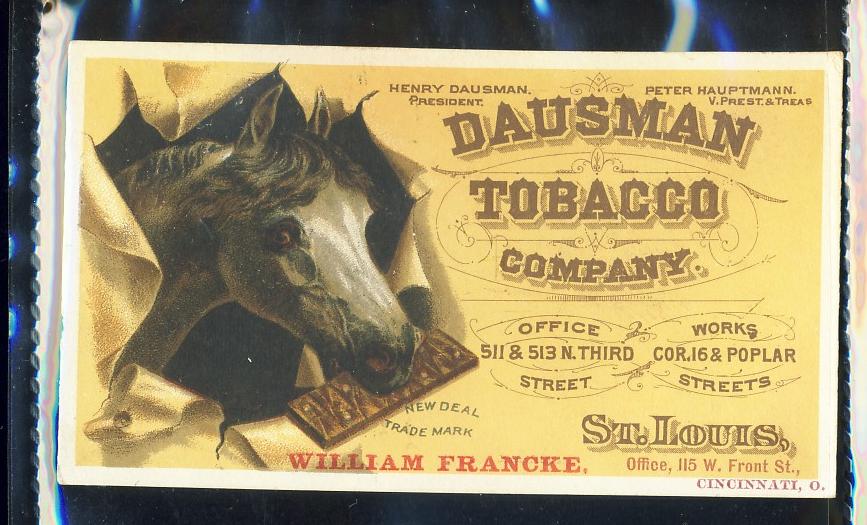 HENRY DAUSMAN.
PRESIDENT.
PETER HAUPTMANN.
V.PREST.& TREAS
DAUSMAN
TOBACCO
COMPANY.
OFFICE
511 & 513 N.THIRD
STREET
WORKS
COR.16 & POPLAR
STREETS
NEW DEAL
TRADE MARK
ST. LOUIS,
WILLIAM FRANCKE,
Office, 115 W. Front St.,
CINCINNATI, O.